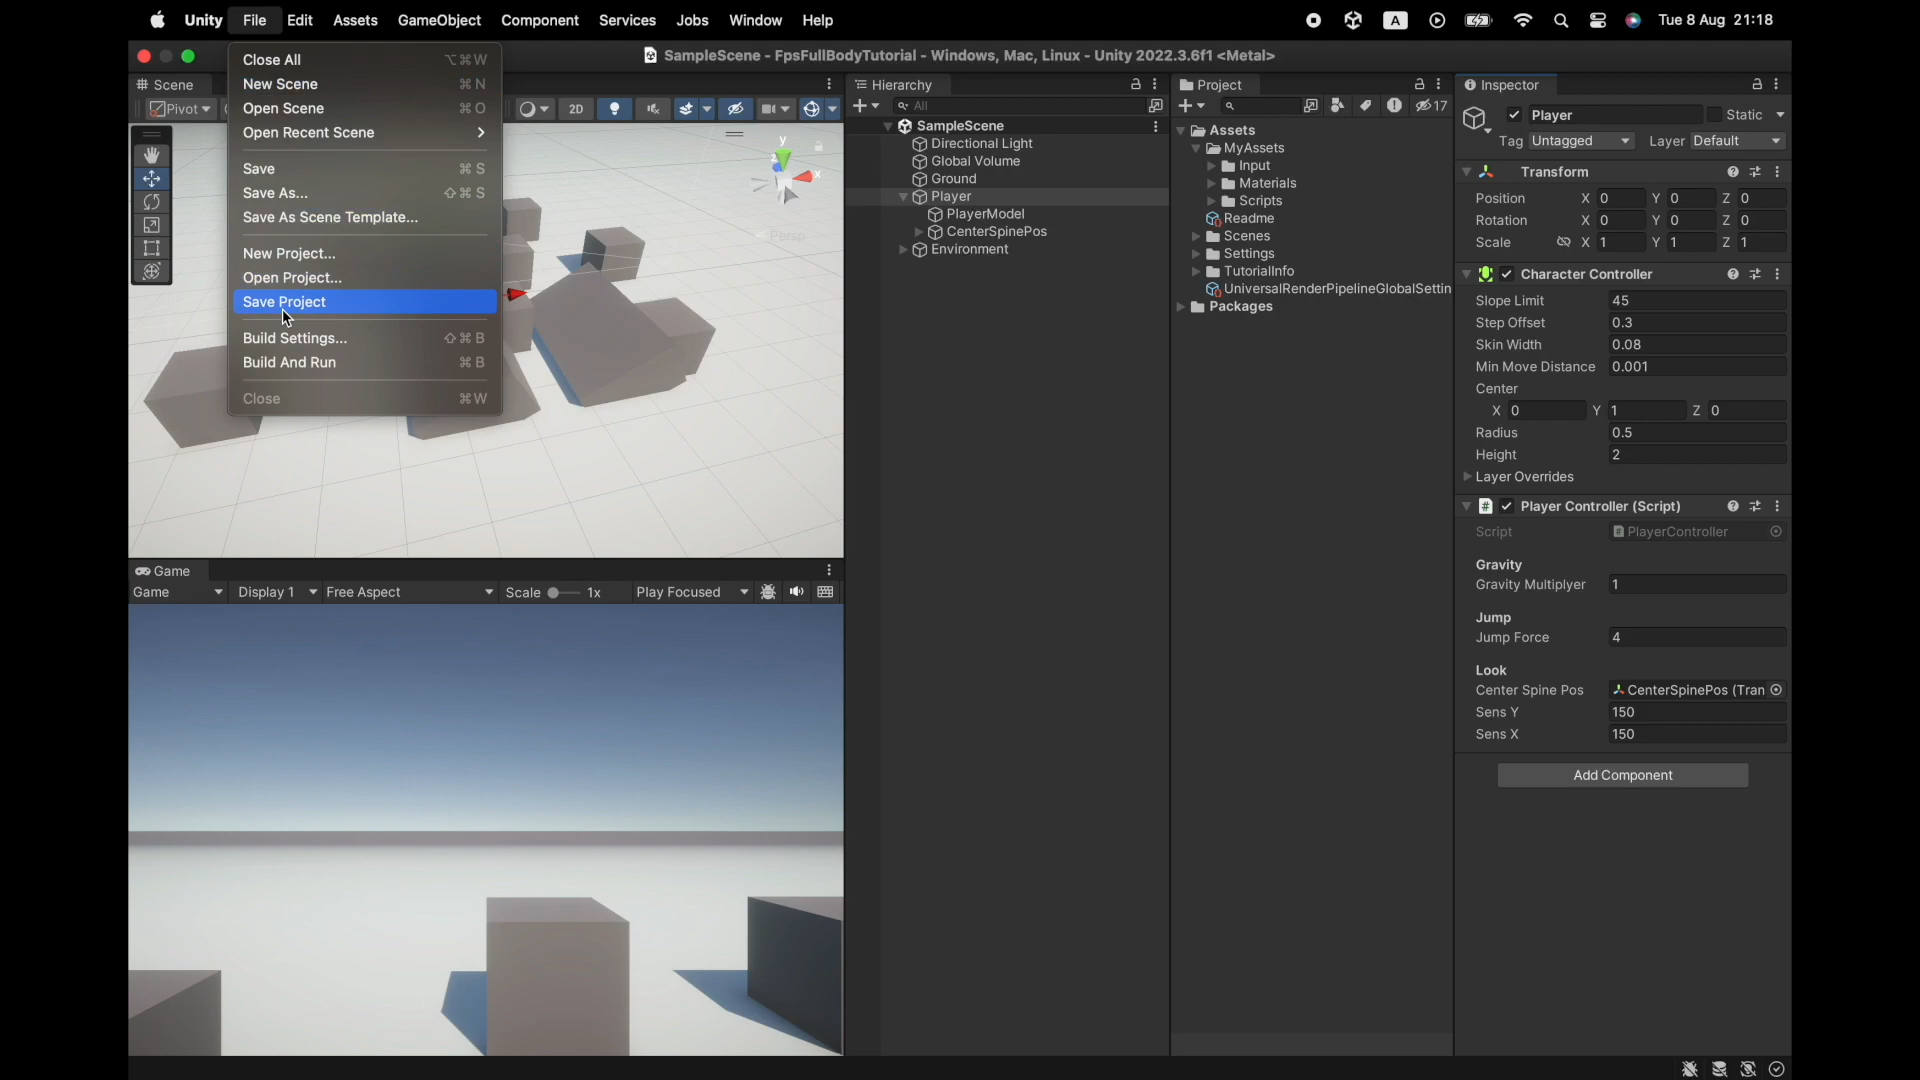 Unity File Edit Assets GameObject Component Services Jobs Window Help A Tue 8 Aug 21:18
SampleScene - FpsFullBodyTutorial - Windows, Mac, Linux - Unity 2022.3.6f1 <Metal>
Close All ⌥⌘W
New Scene ⌘N
Open Scene ⌘O
Open Recent Scene >
Save ⌘S
Save As... ⇧⌘S
Save As Scene Template...
New Project...
Open Project...
Save Project
Build Settings... ⇧⌘B
Build And Run ⌘B
Close ⌘W
# Scene
Pivot
2D
y
z
x
Persp
Game
Game Display 1 Free Aspect Scale 1x Play Focused
Hierarchy
+ All
SampleScene
Directional Light
Global Volume
Ground
Player
PlayerModel
CenterSpinePos
Environment
Project
+ 17
Assets
MyAssets
Input
Materials
Scripts
Readme
Scenes
Settings
TutorialInfo
UniversalRenderPipelineGlobalSettin
Packages
Inspector
Player Static
Tag Untagged Layer Default
Transform
Position X 0 Y 0 Z 0
Rotation X 0 Y 0 Z 0
Scale X 1 Y 1 Z 1
Character Controller
Slope Limit 45
Step Offset 0.3
Skin Width 0.08
Min Move Distance 0.001
Center
X 0 Y 1 Z 0
Radius 0.5
Height 2
Layer Overrides
# Player Controller (Script)
Script PlayerController
Gravity
Gravity Multiplyer 1
Jump
Jump Force 4
Look
Center Spine Pos CenterSpinePos (Tran
Sens Y 150
Sens X 150
Add Component